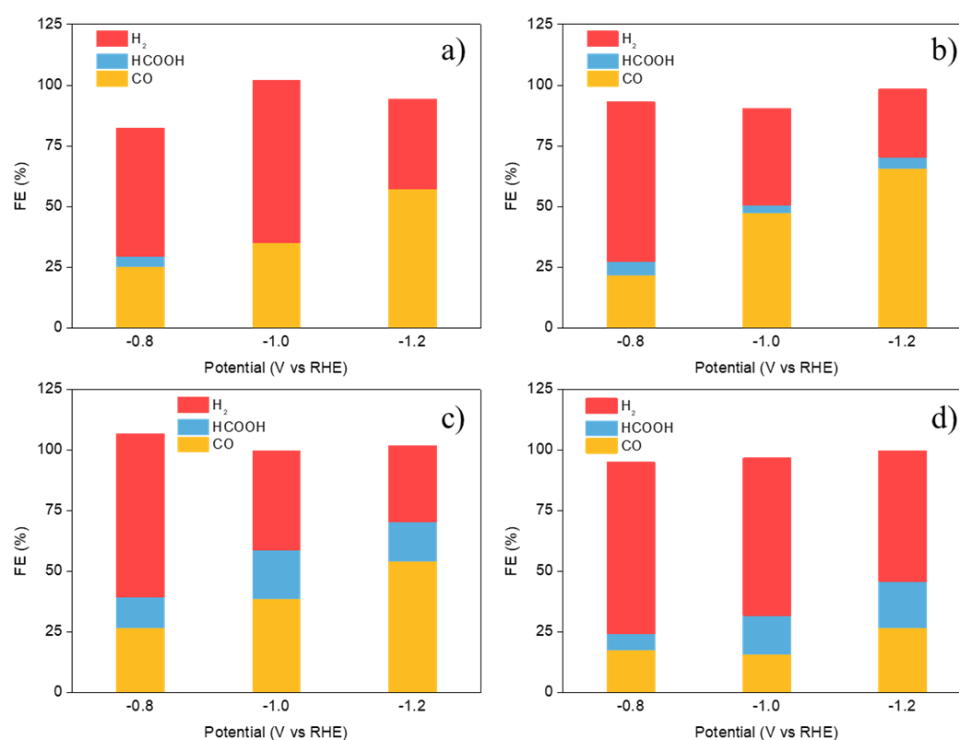 125
100
75
50
25
0
FE (%)
H₂
HCOOH
CO
a)
-0.8 -1.0 -1.2
Potential (V vs RHE)
125
100
75
50
25
0
FE (%)
H₂
HCOOH
CO
b)
-0.8 -1.0 -1.2
Potential (V vs RHE)
125
100
75
50
25
0
FE (%)
H₂
HCOOH
CO
c)
-0.8 -1.0 -1.2
Potential (V vs RHE)
125
100
75
50
25
0
FE (%)
H₂
HCOOH
CO
d)
-0.8 -1.0 -1.2
Potential (V vs RHE)